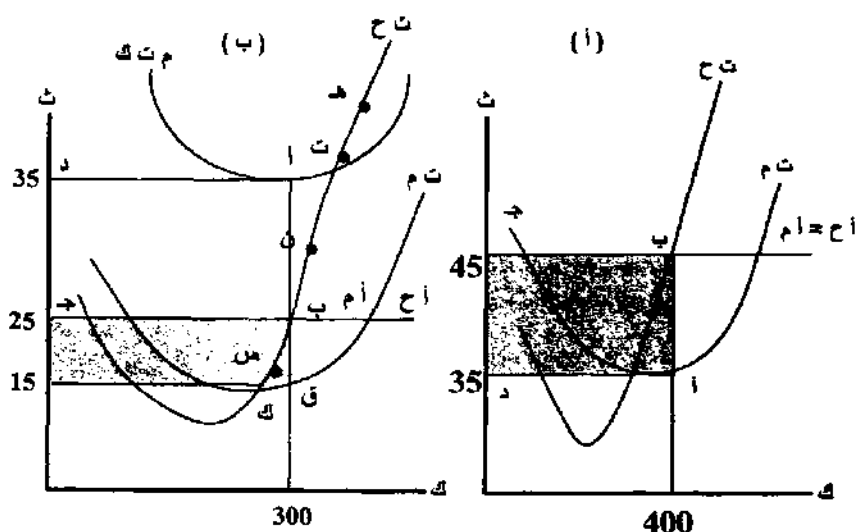 ( أ )
ت ح
ث
ت م
ب
أ م = أ ح
45
35
د
أ
ك
400
( ب )
م ت ك
ت ح
هـ
ث
ت
أ
د
35
ت م
ن
ب
أ م
أ ح
25
س
15
ك
ق
ك
300